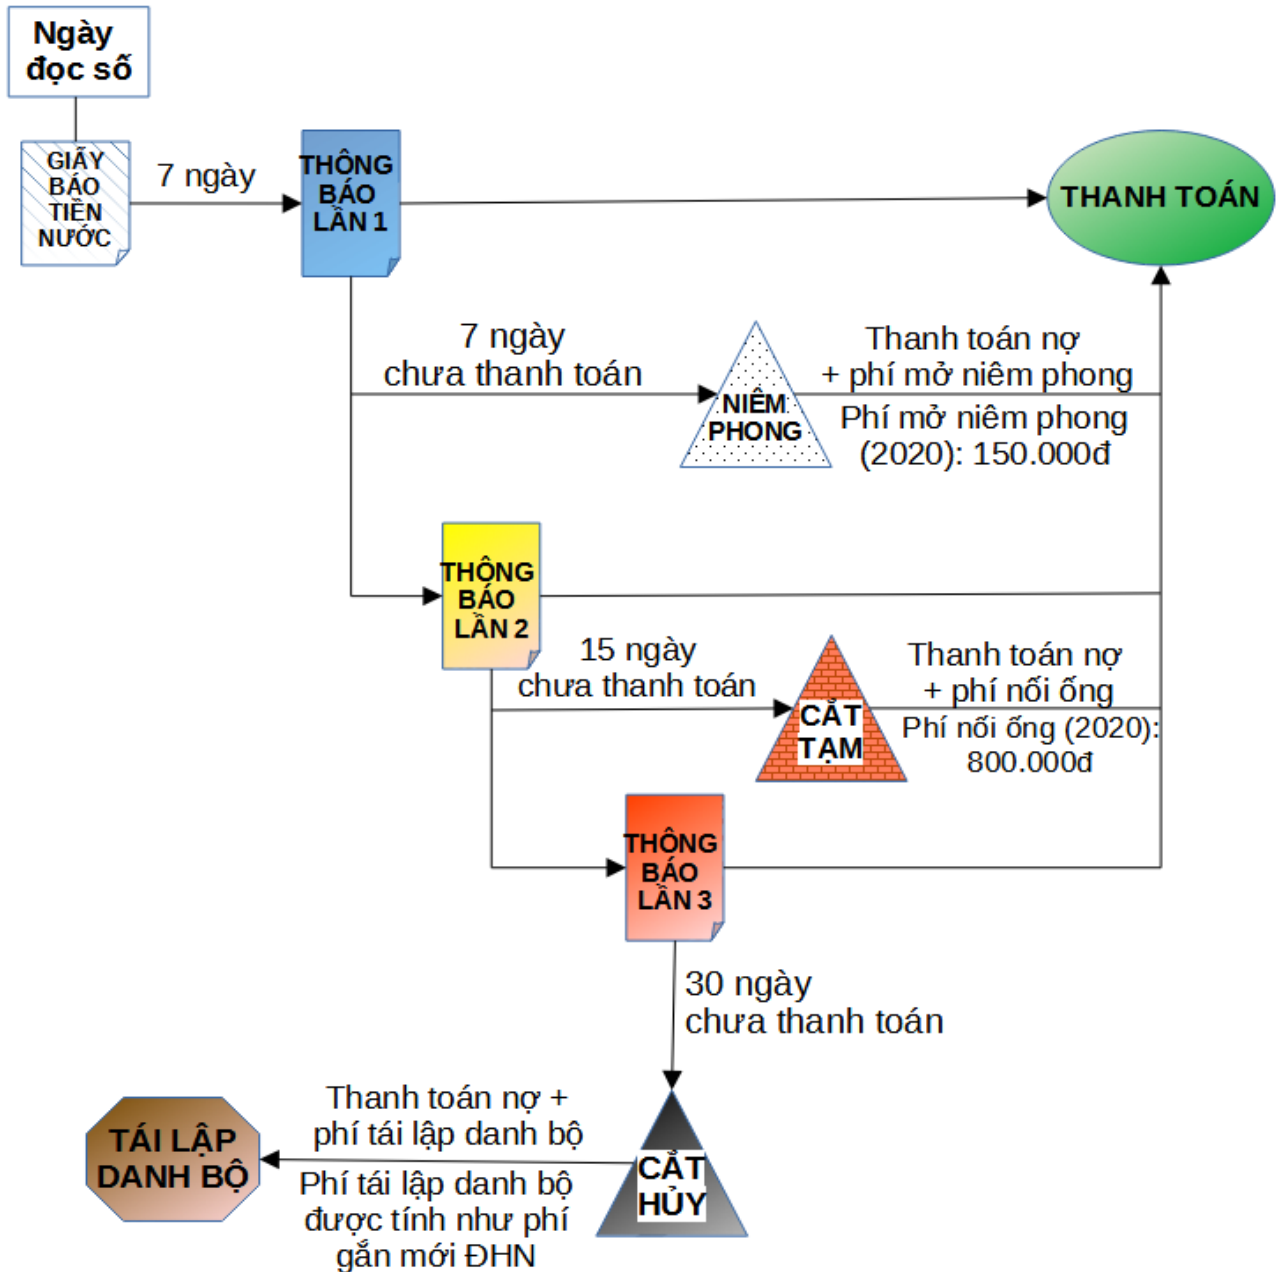 Ngày
đọc số
GIẤY
BÁO
TIỀN
NƯỚC
7 ngày
THÔNG
BÁO
LẦN 1
THANH TOÁN
7 ngày
chưa thanh toán
NIÊM
PHONG
Thanh toán nợ
+ phí mở niêm phong
Phí mở niêm phong
(2020): 150.000đ
THÔNG
BÁO
LẦN 2
15 ngày
chưa thanh toán
CẮT
TẠM
Thanh toán nợ
+ phí nối ống
Phí nối ống (2020):
800.000đ
THÔNG
BÁO
LẦN 3
30 ngày
chưa thanh toán
CẮT
HỦY
Thanh toán nợ +
phí tái lập danh bộ
Phí tái lập danh bộ
được tính như phí
gắn mới ĐHN
TÁI LẬP
DANH BỘ